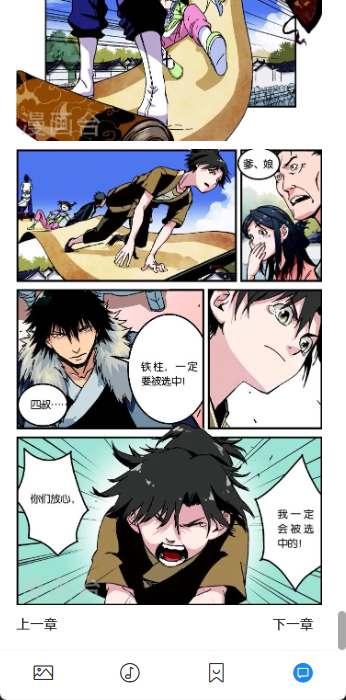 漫画台
爹、娘
铁柱，一定
要被选中!
四叔……
你们放心，
我一定
会被选
中的!
上一章
下一章